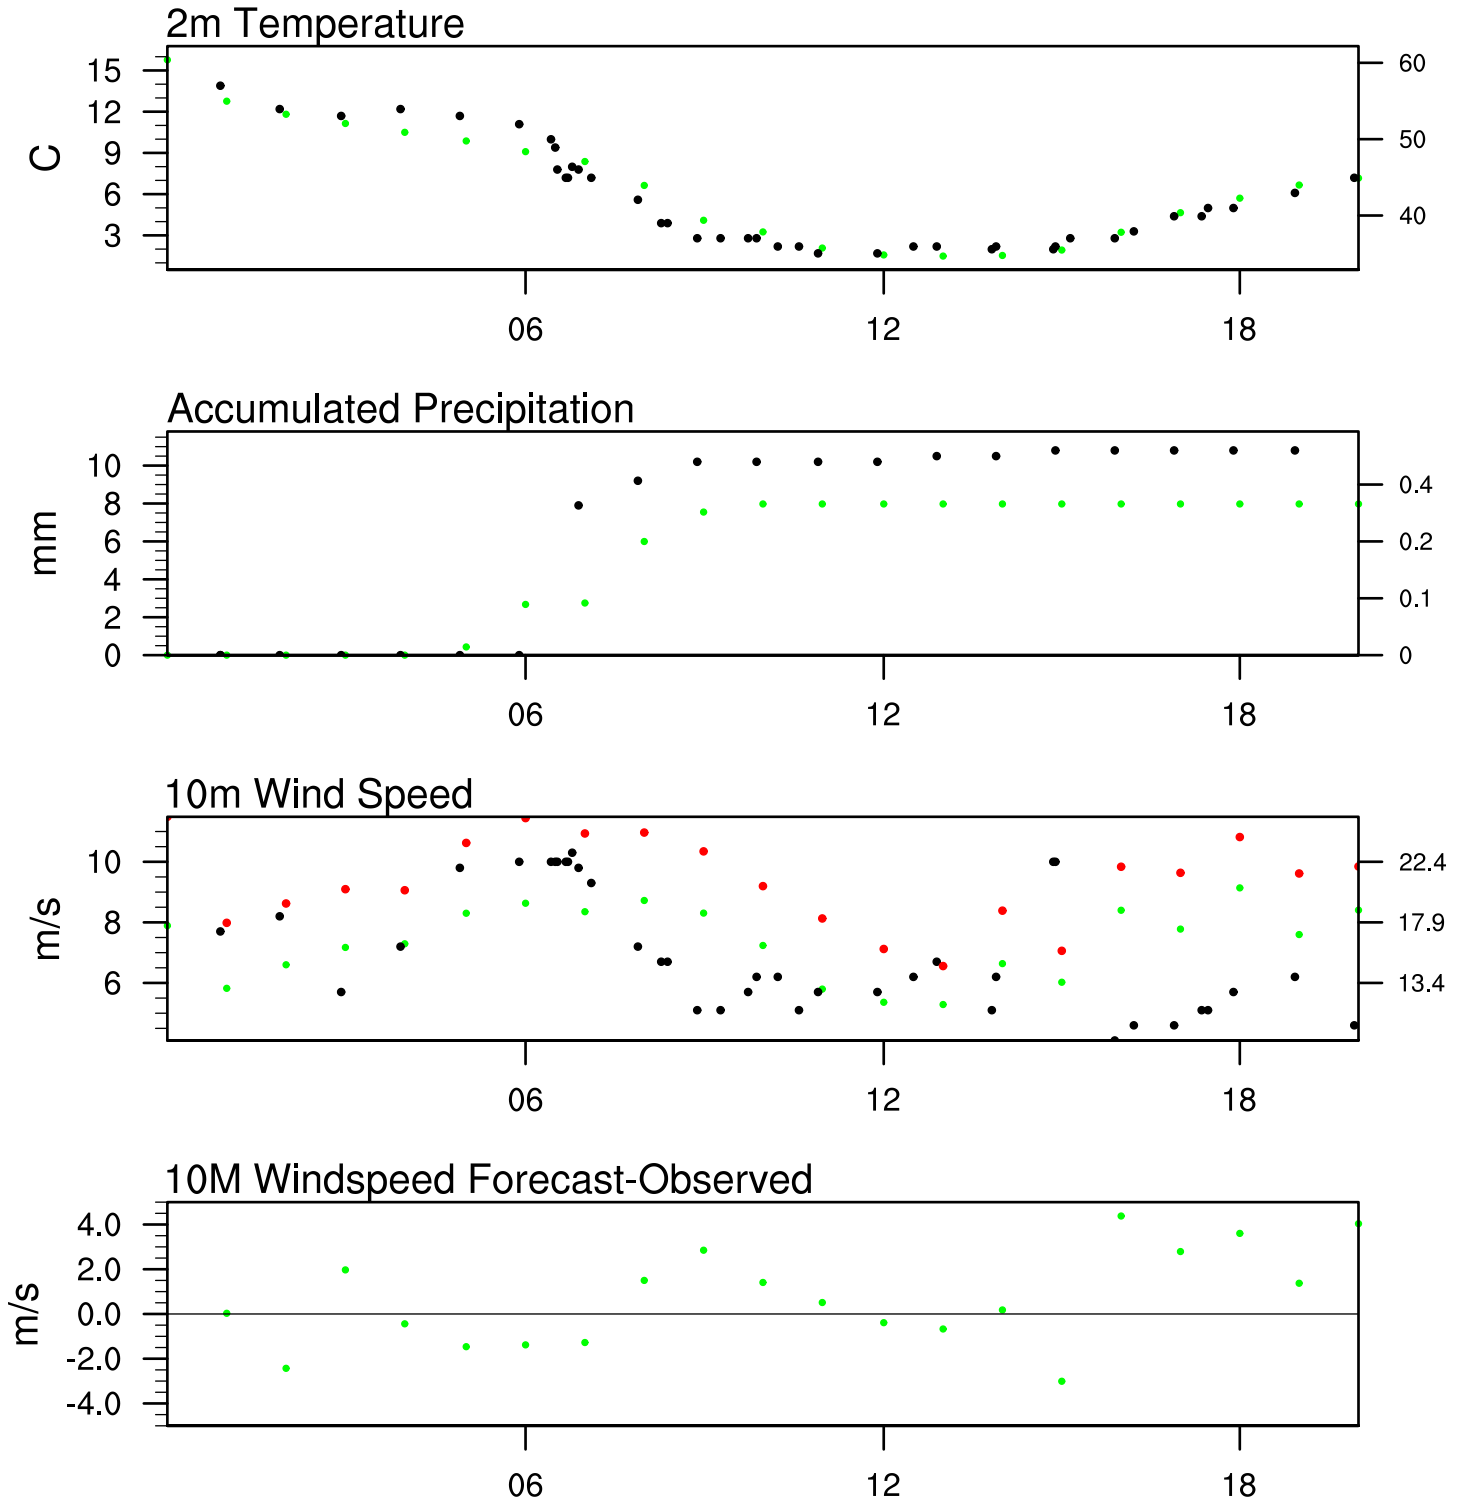 2m Temperature
15
12
9
6
3
C
60
50
40
06 12 18
Accumulated Precipitation
10
8
6
4
2
0
mm
0.4
0.2
0.1
0
06 12 18
10m Wind Speed
10
8
6
m/s
22.4
17.9
13.4
06 12 18
10M Windspeed Forecast-Observed
4.0
2.0
0.0
-2.0
-4.0
m/s
06 12 18